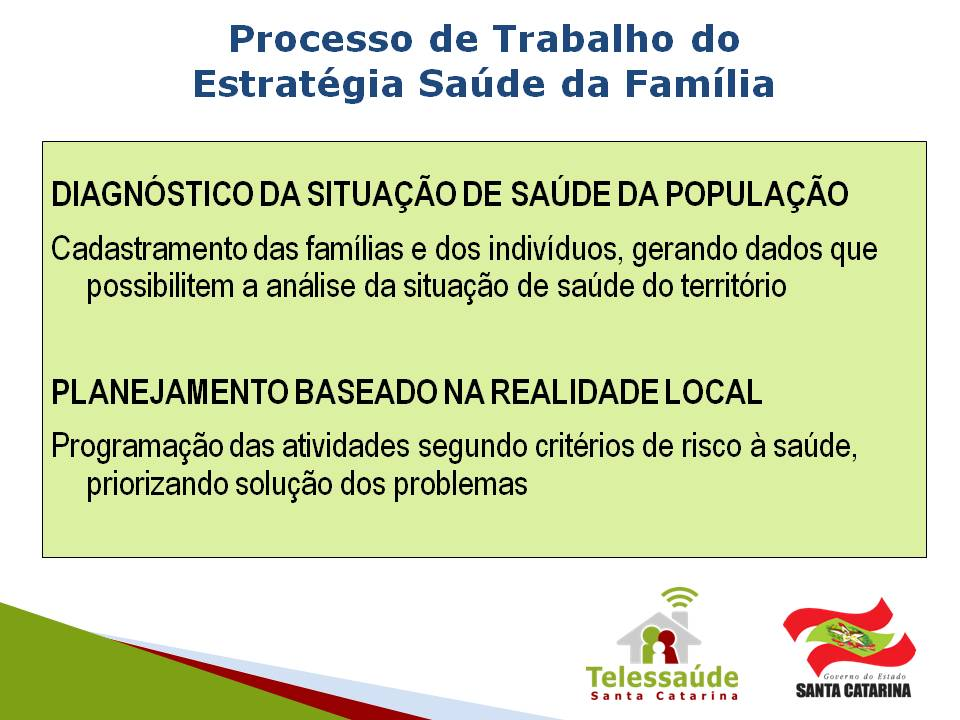 Processo de Trabalho do
Estratégia Saúde da Família
DIAGNÓSTICO DA SITUAÇÃO DE SAÚDE DA POPULAÇÃO
Cadastramento das famílias e dos indivíduos, gerando dados que
possibilitem a análise da situação de saúde do território
PLANEJAMENTO BASEADO NA REALIDADE LOCAL
Programação das atividades segundo critérios de risco à saúde,
priorizando solução dos problemas
Telessaúde
Santa Catarina
Governo do Estado
SANTA CATARINA